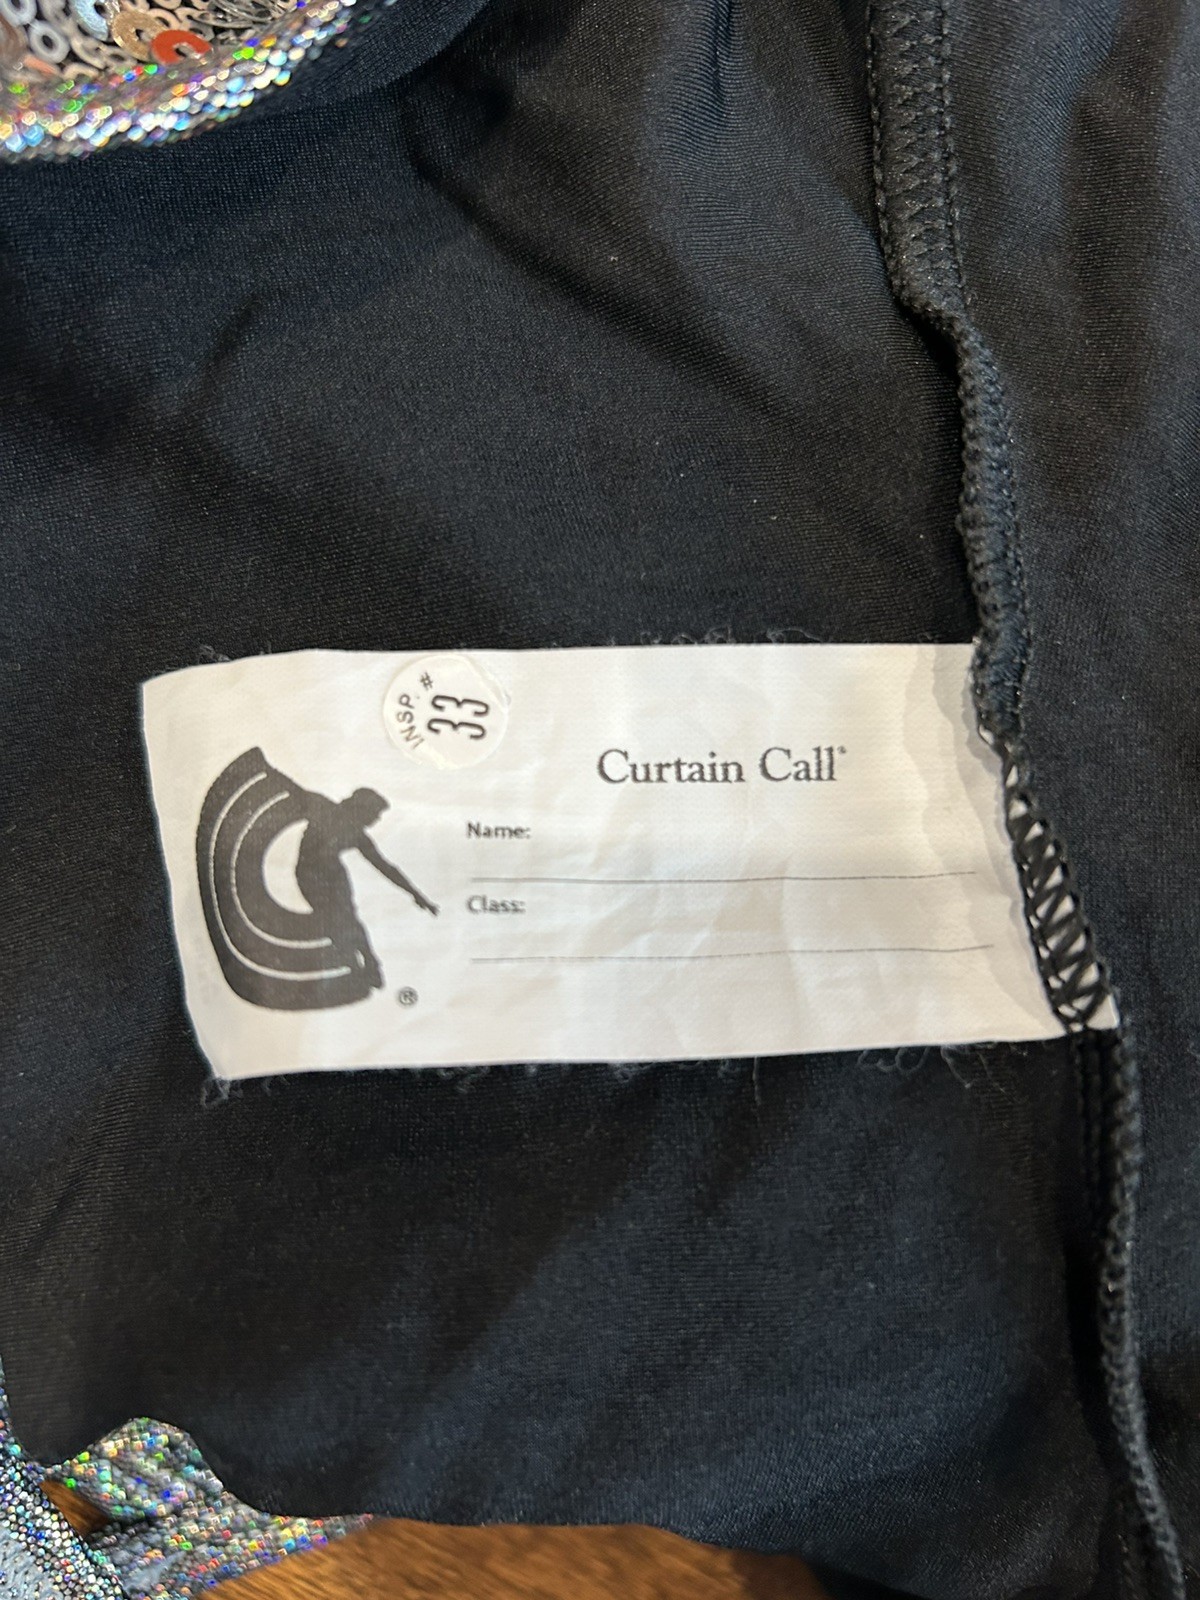 INSP. #
33
Curtain Call®
Name:
Class:
®